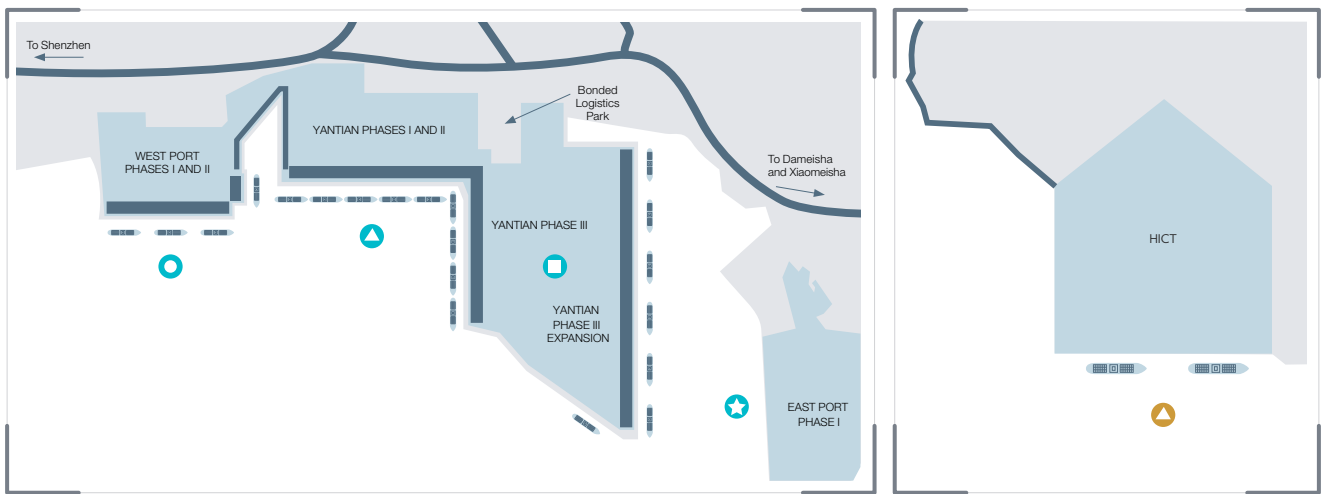 To Shenzhen
Bonded
Logistics
Park
YANTIAN PHASES I AND II
WEST PORT
PHASES I AND II
To Dameisha
and Xiaomeisha
YANTIAN PHASE III
YANTIAN
PHASE III
EXPANSION
EAST PORT
PHASE I
HICT